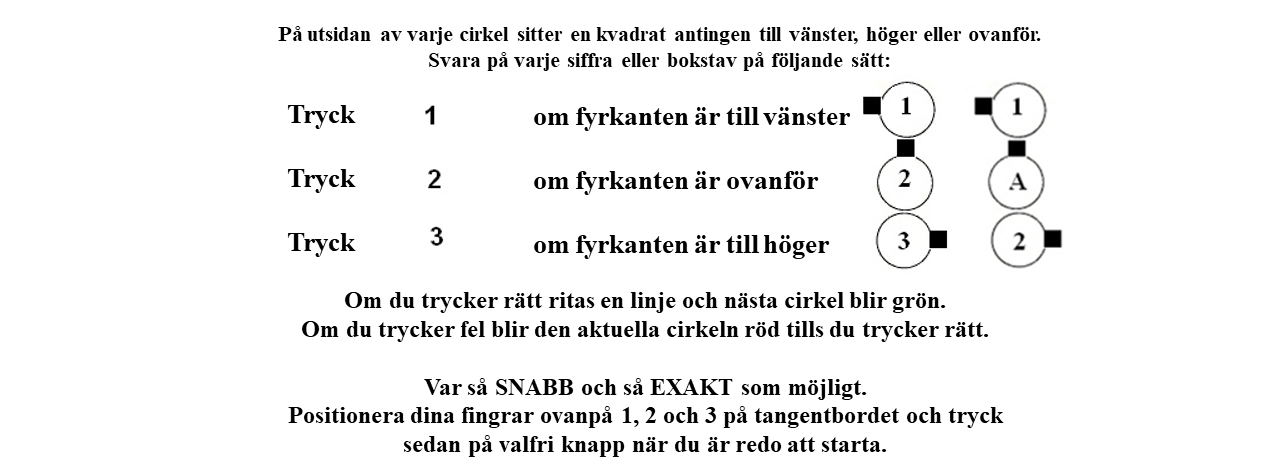 På utsidan av varje cirkel sitter en kvadrat antingen till vänster, höger eller ovanför.
Svara på varje siffra eller bokstav på följande sätt:
Tryck 1 om fyrkanten är till vänster 1 1
Tryck 2 om fyrkanten är ovanför 2 A
Tryck 3 om fyrkanten är till höger 3 2
Om du trycker rätt ritas en linje och nästa cirkel blir grön.
Om du trycker fel blir den aktuella cirkeln röd tills du trycker rätt.
Var så SNABB och så EXAKT som möjligt.
Positionera dina fingrar ovanpå 1, 2 och 3 på tangentbordet och tryck
sedan på valfri knapp när du är redo att starta.